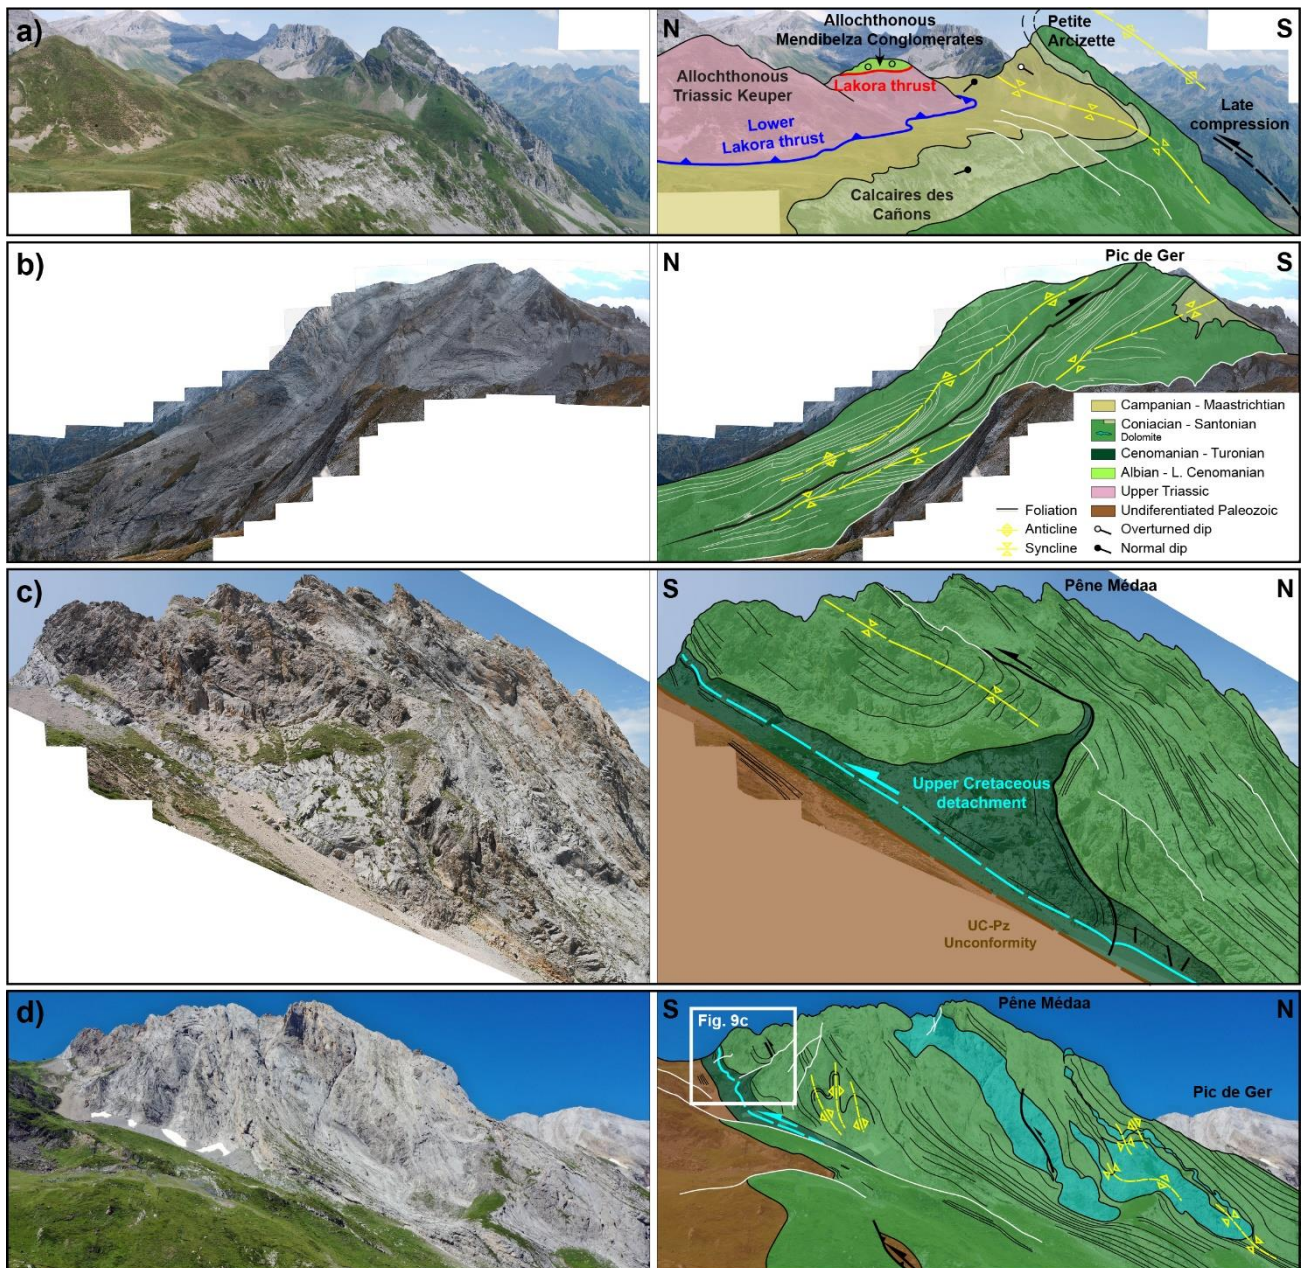 a)
N
Allochthonous
Mendibelza Conglomerates
Petite
Arcizette
S
Allochthonous
Triassic Keuper
Lakora thrust
Lower
Lakora thrust
Late
compression
Calcaires des
Cañons
b)
N
Pic de Ger
S
Campanian - Maastrichtian
Coniacian - Santonian
Dolomite
Cenomanian - Turonian
Albian - L. Cenomanian
Upper Triassic
Undiferentiated Paleozoic
Foliation
Anticline
Overturned dip
Syncline
Normal dip
c)
S
Pêne Médaa
N
Upper Cretaceous
detachment
UC-Pz
Unconformity
d)
S
Pêne Médaa
N
Fig. 9c
Pic de Ger